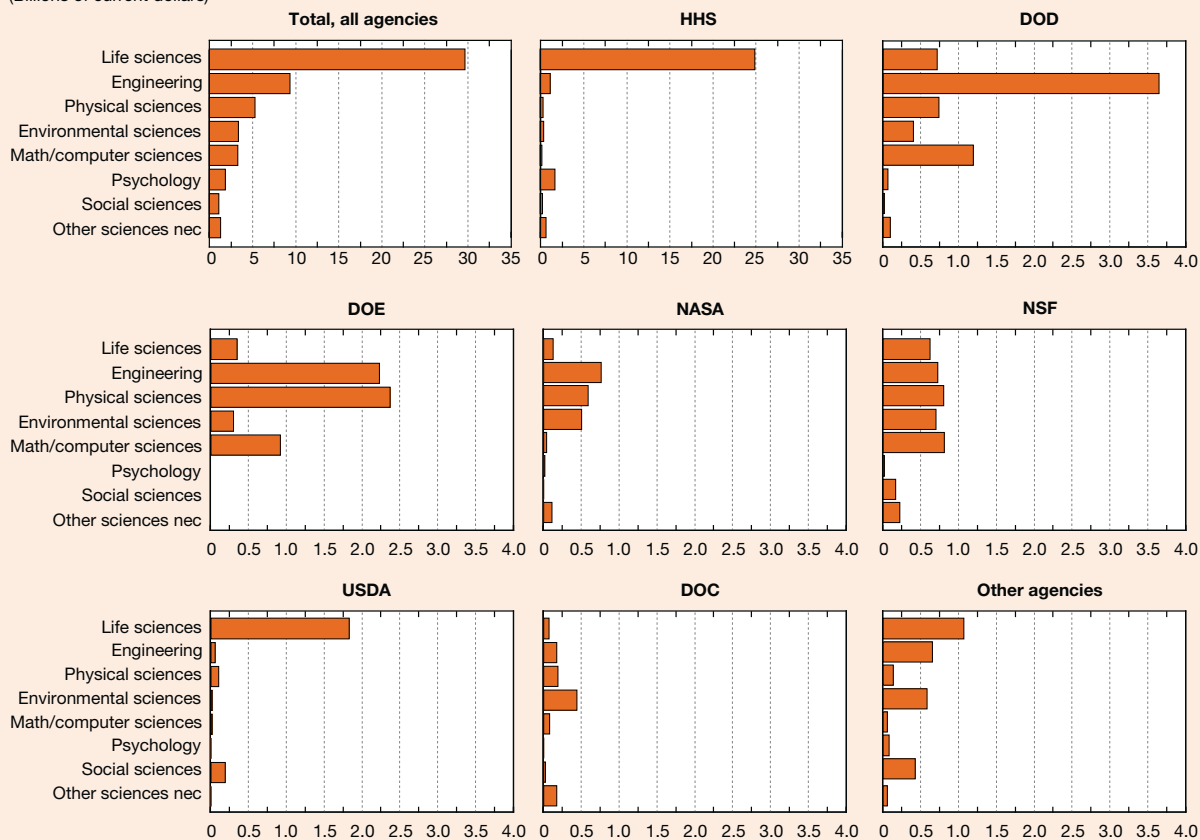 (Billions of current dollars)
Total, all agencies HHS DOD
Life sciences
Engineering
Physical sciences
Environmental sciences
Math/computer sciences
Psychology
Social sciences
Other sciences nec
0 5 10 15 20 25 30 35 0 5 10 15 20 25 30 35 0 0.5 1.0 1.5 2.0 2.5 3.0 3.5 4.0
DOE NASA NSF
Life sciences
Engineering
Physical sciences
Environmental sciences
Math/computer sciences
Psychology
Social sciences
Other sciences nec
0 0.5 1.0 1.5 2.0 2.5 3.0 3.5 4.0 0 0.5 1.0 1.5 2.0 2.5 3.0 3.5 4.0 0 0.5 1.0 1.5 2.0 2.5 3.0 3.5 4.0
USDA DOC Other agencies
Life sciences
Engineering
Physical sciences
Environmental sciences
Math/computer sciences
Psychology
Social sciences
Other sciences nec
0 0.5 1.0 1.5 2.0 2.5 3.0 3.5 4.0 0 0.5 1.0 1.5 2.0 2.5 3.0 3.5 4.0 0 0.5 1.0 1.5 2.0 2.5 3.0 3.5 4.0